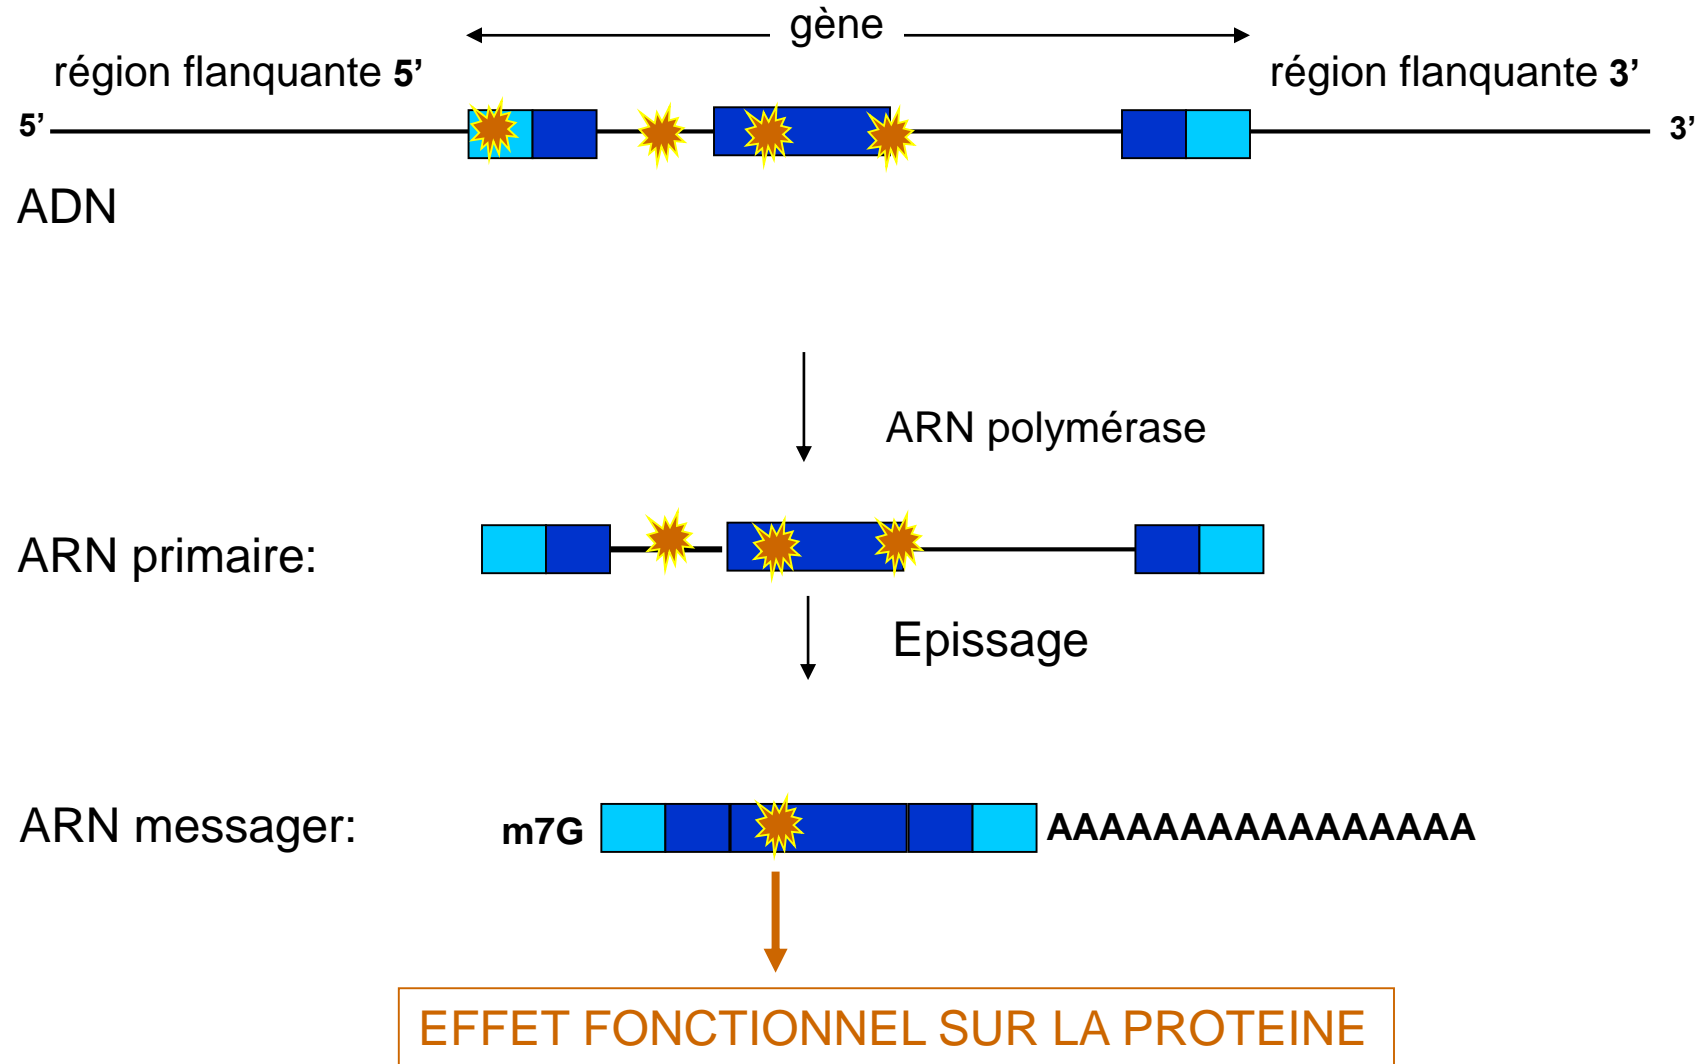 gène
région flanquante 5’
région flanquante 3’
5’
3’
ADN
ARN polymérase
ARN primaire:
Epissage
ARN messager:
m7G
AAAAAAAAAAAAAAAA
EFFET FONCTIONNEL SUR LA PROTEINE